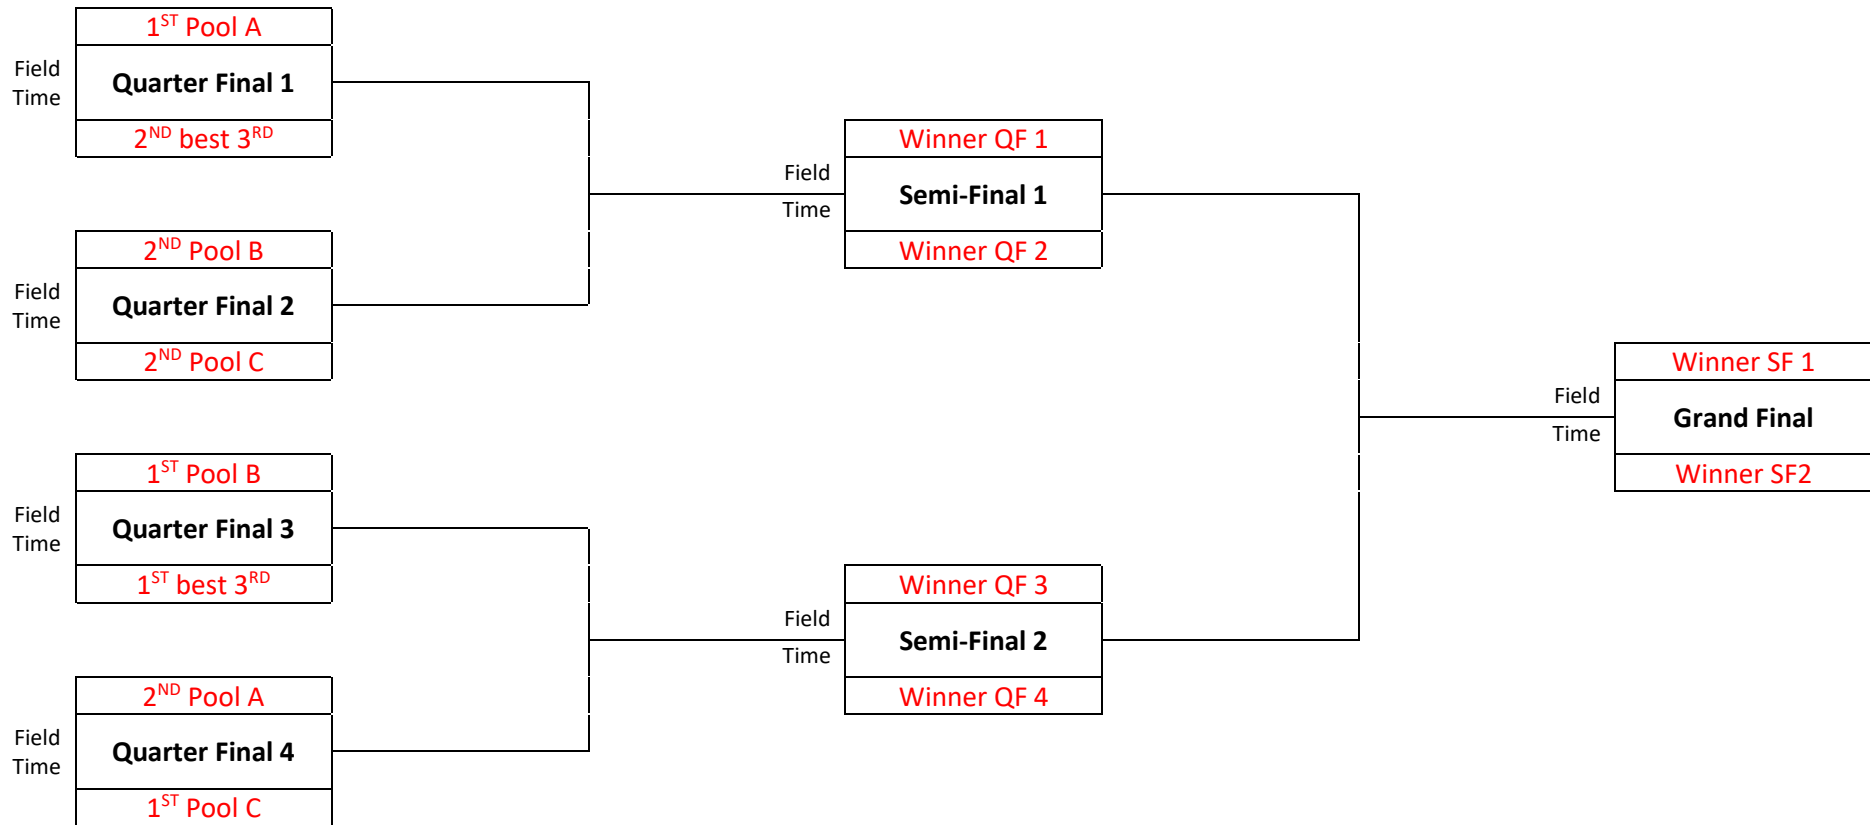 1ST Pool A
Field
Time
Quarter Final 1
2ND best 3RD
2ND Pool B
Field
Time
Quarter Final 2
2ND Pool C
1ST Pool B
Field
Time
Quarter Final 3
1ST best 3RD
2ND Pool A
Field
Time
Quarter Final 4
1ST Pool C
Winner QF 1
Field
Time
Semi-Final 1
Winner QF 2
Winner QF 3
Field
Time
Semi-Final 2
Winner QF 4
Winner SF 1
Field
Time
Grand Final
Winner SF2